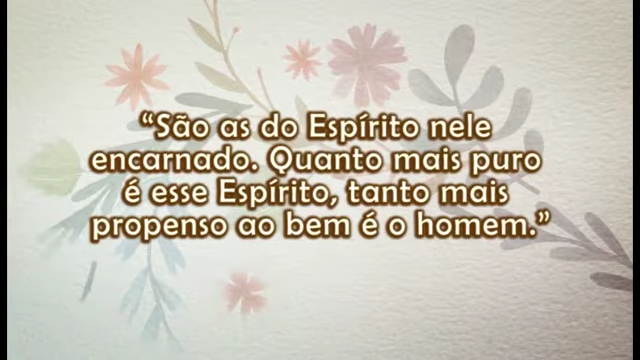 “São as do Espírito nele
encarnado. Quanto mais puro
é esse Espírito, tanto mais
propenso ao bem é o homem.”